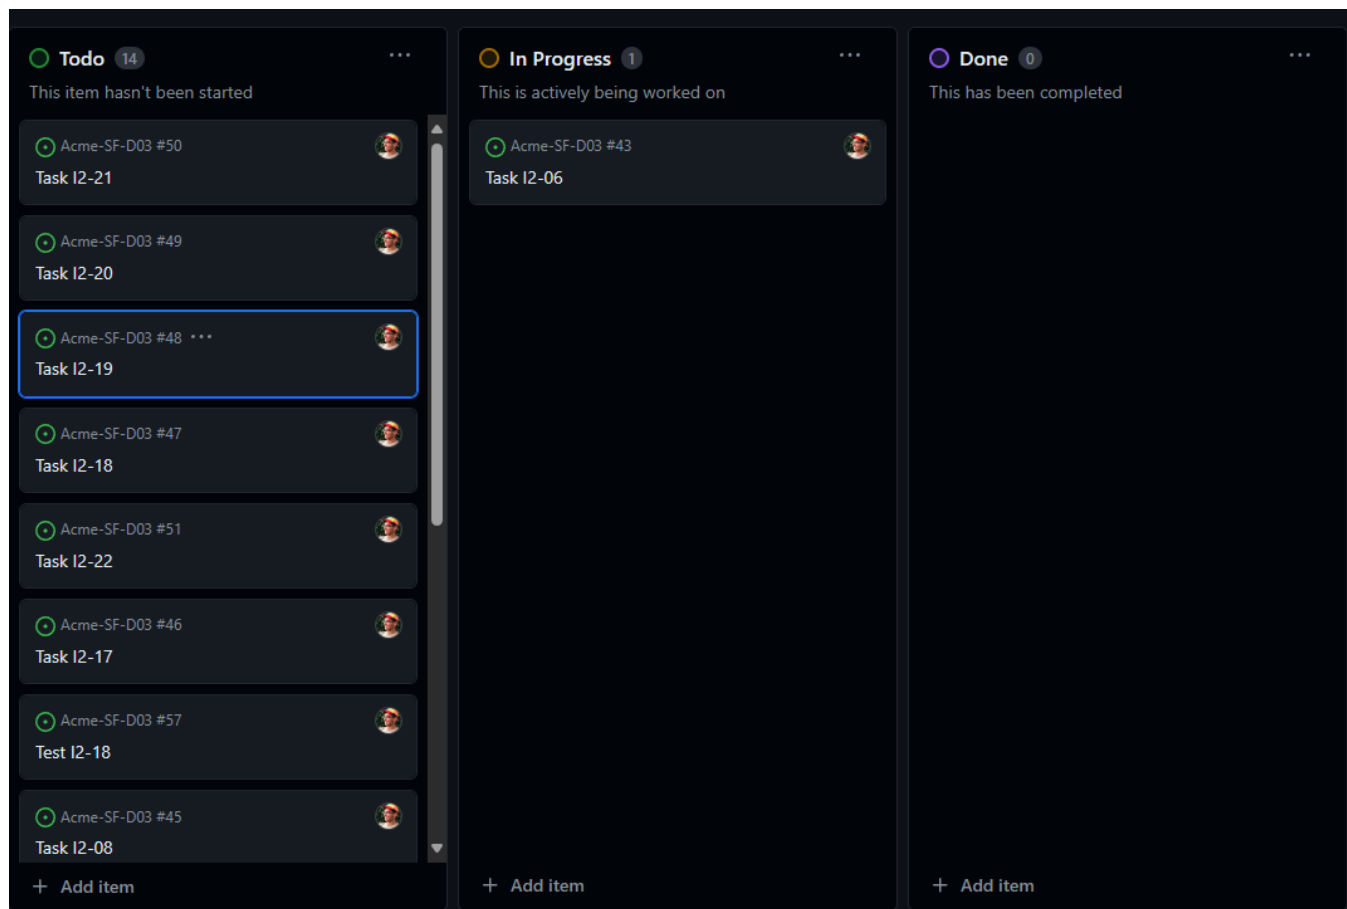 Todo 14
This item hasn't been started
Acme-SF-D03 #50
Task I2-21
Acme-SF-D03 #49
Task I2-20
Acme-SF-D03 #48
Task I2-19
Acme-SF-D03 #47
Task I2-18
Acme-SF-D03 #51
Task I2-22
Acme-SF-D03 #46
Task I2-17
Acme-SF-D03 #57
Test I2-18
Acme-SF-D03 #45
Task I2-08
+ Add item
In Progress 1
This is actively being worked on
Acme-SF-D03 #43
Task I2-06
+ Add item
Done 0
This has been completed
+ Add item